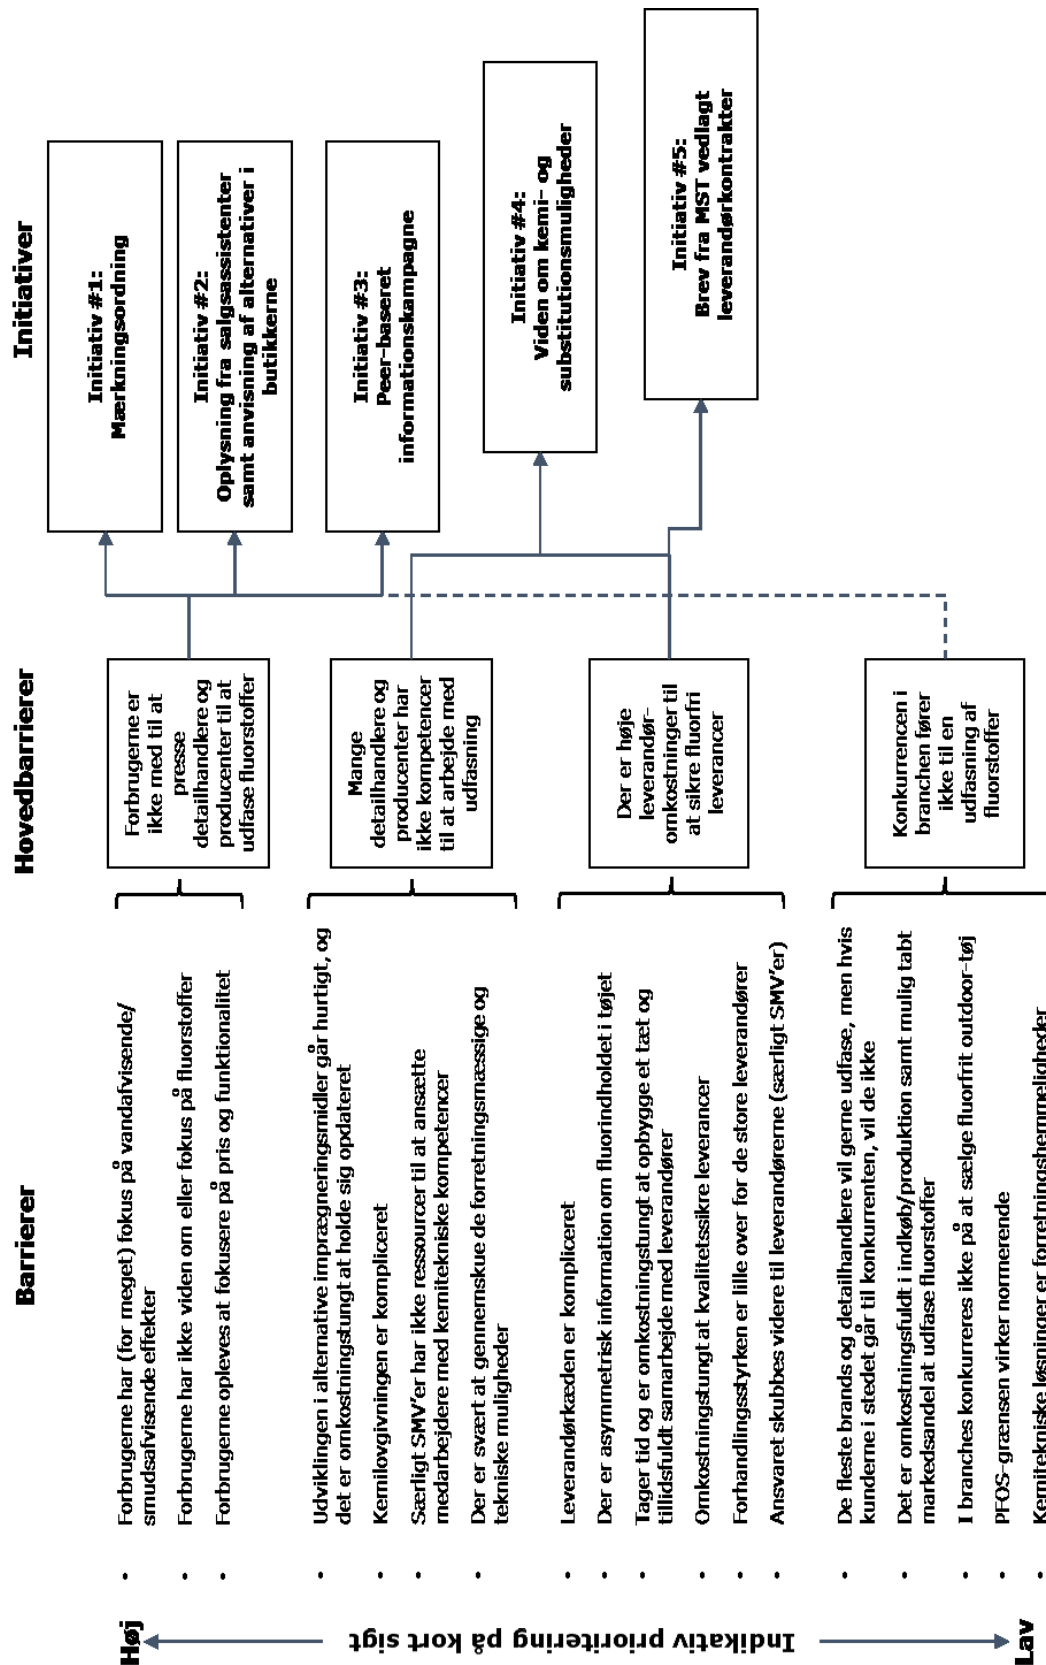 Barrierer
Hovedbarrierer
Initiativer
Høj
Indikativ prioritering på kort sigt
Lav
• Forbrugerne har (for meget) fokus på vandafvisende/
smudsafvisende effekter
• Forbrugerne har ikke viden om eller fokus på fluorstoffer
• Forbrugerne opleves at fokusere på pris og funktionalitet
• Udviklingen i alternative imprægneringsmidler går hurtigt, og
det er omkostningstungt at holde sig opdateret
• Kemilovgivningen er kompliceret
• Særligt SMV'er har ikke ressourcer til at ansætte
medarbejdere med kemitekniske kompetencer
• Der er svært at gennemskue de forretningsmæssige og
tekniske muligheder
• Leverandørkæden er kompliceret
• Der er asymmetrisk information om fluorindholdet i tøjet
• Tager tid og er omkostningstungt at opbygge et tæt og
tillidsfuldt samarbejde med leverandører
• Omkostningstungt at kvalitetssikre leverancer
• Forhandlingsstyrken er lille over for de store leverandører
• Ansvaret skubbes videre til leverandørerne (særligt SMV'er)
• De fleste brands og detailhandlere vil gerne udfase, men hvis
kunderne i stedet går til konkurrenten, vil de ikke
• Det er omkostningsfuldt i indkøb/produktion samt mulig tabt
markedsandel at udfase fluorstoffer
• I branches konkurreres ikke på at sælge fluorfrit outdoor-tøj
• PFOS-grænsen virker normerende
• Kemitekniske løsninger er forretningshemmeligheder
Forbrugerne er
ikke med til at
presse
detailhandlere og
producenter til at
udfase fluorstoffer
Mange
detailhandlere og
producenter har
ikke kompetencer
til at arbejde med
udfasning
Der er høje
leverandør-
omkostninger til
at sikre fluorfri
leverancer
Konkurrencen i
branchen fører
ikke til en
udfasning af
fluorstoffer
Initiativ #1:
Mærkningsordning
Initiativ #2:
Oplysning fra salgsassistenter
samt anvisning af alternativer i
butikkerne
Initiativ #3:
Peer-baseret
informationskampagne
Initiativ #4:
Viden om kemi- og
substitutionsmuligheder
Initiativ #5:
Brev fra MST vedlagt
leverandørkontrakter